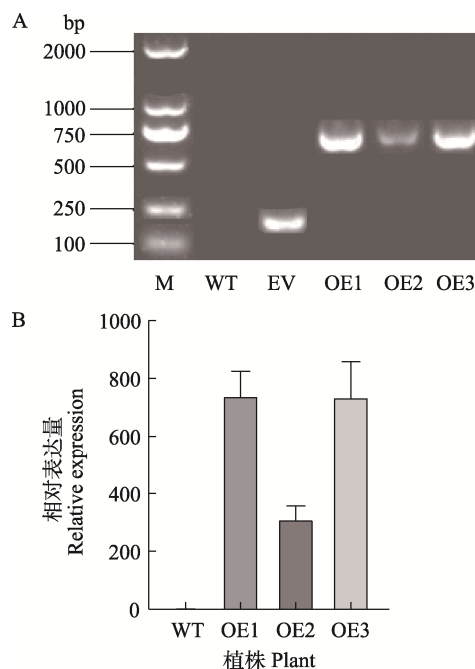 A
bp
2000
1000
750
500
250
100
M WT EV OE1 OE2 OE3
B
相对表达量
Relative expression
1000
800
600
400
200
0
WT OE1 OE2 OE3
植株 Plant